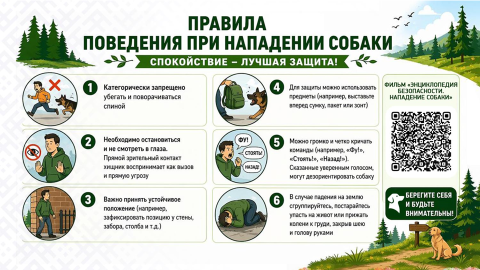 ПРАВИЛА
ПОВЕДЕНИЯ ПРИ НАПАДЕНИИ СОБАКИ
СПОКОЙСТВИЕ – ЛУЧШАЯ ЗАЩИТА!
1
Категорически запрещено
убегать и поворачиваться
спиной
2
Необходимо остановиться
и не смотреть в глаза.
Прямой зрительный контакт
хищник воспринимает как вызов
и прямую угрозу
3
Важно принять устойчивое
положение (например,
зафиксировать позицию у стены,
забора, столба и т.д.)
4
Для защиты можно использовать
предметы (например, выставьте
вперед сумку, пакет или зонт)
ФУ!
СТОЯТЬ!
НАЗАД!
5
Можно громко и четко кричать
команды (например, «Фу!»,
«Стоять!», «Назад!»).
Сказанные уверенным голосом,
могут дезориентировать собаку
6
В случае падения на землю
сгруппируйтесь, постарайтесь
упасть на живот или прижать
колени к груди, закрыв шею
и голову руками
ФИЛЬМ «ЭНЦИКЛОПЕДИЯ
БЕЗОПАСНОСТИ.
НАПАДЕНИЕ СОБАКИ»
БЕРЕГИТЕ СЕБЯ
И БУДЬТЕ
ВНИМАТЕЛЬНЫ!